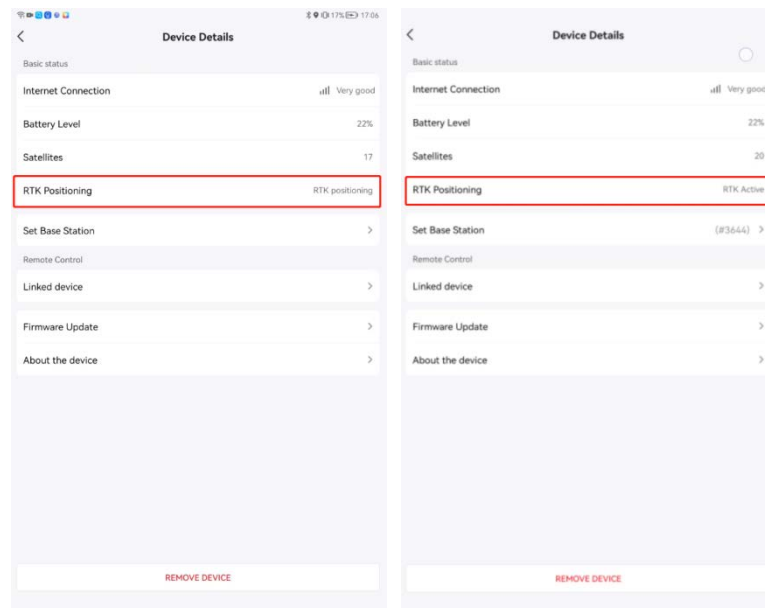 17% 17:06
Device Details
Basic status
Internet Connection Very good
Battery Level 22%
Satellites 17
RTK Positioning RTK positioning
Set Base Station >
Remote Control
Linked device >
Firmware Update >
About the device >
REMOVE DEVICE
Device Details
Basic status
Internet Connection Very good
Battery Level 22%
Satellites 20
RTK Positioning RTK Active
Set Base Station (#3644) >
Remote Control
Linked device >
Firmware Update >
About the device >
REMOVE DEVICE